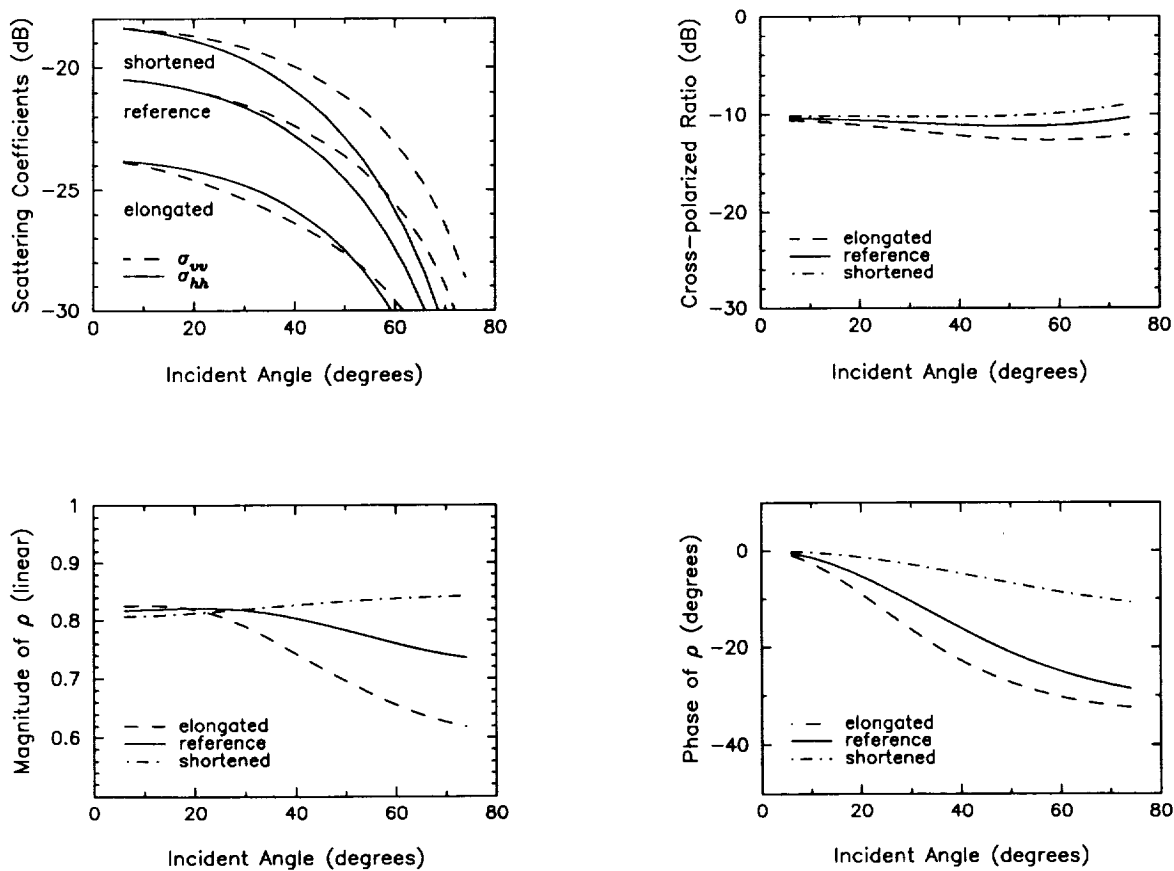 Scattering Coefficients (dB)
-20
-25
-30
shortened
reference
elongated
σvv
σhh
0 20 40 60 80
Incident Angle (degrees)
Cross-polarized Ratio (dB)
0
-10
-20
-30
elongated
reference
shortened
0 20 40 60 80
Incident Angle (degrees)
Magnitude of ρ (linear)
1
0.9
0.8
0.7
0.6
elongated
reference
shortened
0 20 40 60 80
Incident Angle (degrees)
Phase of ρ (degrees)
0
-20
-40
elongated
reference
shortened
0 20 40 60 80
Incident Angle (degrees)